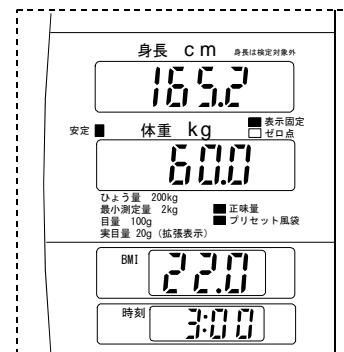 身長 cm 身長は検定対象外
165.2
安定 体重 kg 表示固定
ゼロ点
60.0
ひょう量 200kg
最小測定量 2kg 正味量
目量 100g プリセット風袋
実目量 20g (拡張表示)
BMI 22.0
時刻 3:00